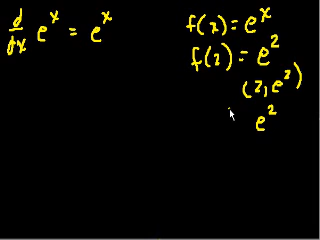 d/dx e^x = e^x
f(x) = e^x
f(2) = e^2
(2, e^2)
e^2